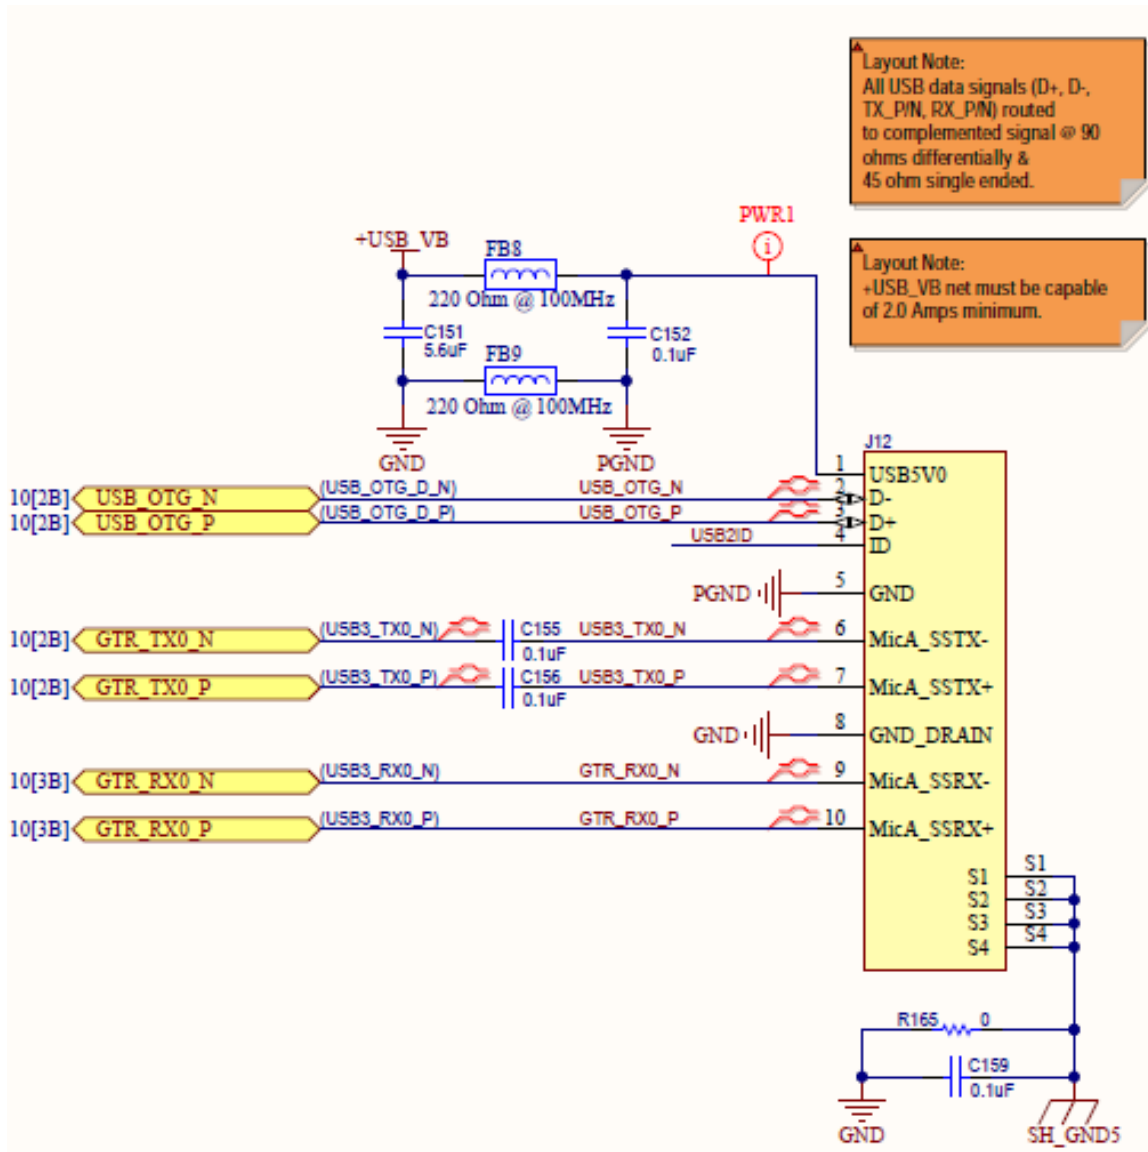 Layout Note:
All USB data signals (D+, D-,
TX_P/N, RX_P/N) routed
to complemented signal @ 90
ohms differentially &
45 ohm single ended.
PWR1
i
+USB_VB
FB8
220 Ohm @ 100MHz
Layout Note:
+USB_VB net must be capable
of 2.0 Amps minimum.
C151
5.6uF
C152
0.1uF
FB9
220 Ohm @ 100MHz
GND
PGND
J12
1
USB5V0
10[2B]
USB_OTG_N
(USB_OTG_D_N)
USB_OTG_N
2
D-
10[2B]
USB_OTG_P
(USB_OTG_D_P)
USB_OTG_P
3
D+
USB2ID
4
ID
PGND
5
GND
10[2B]
GTR_TX0_N
(USB3_TX0_N)
C155
0.1uF
USB3_TX0_N
6
MicA_SSTX-
10[2B]
GTR_TX0_P
(USB3_TX0_P)
C156
0.1uF
USB3_TX0_P
7
MicA_SSTX+
GND
8
GND_DRAIN
10[3B]
GTR_RX0_N
(USB3_RX0_N)
GTR_RX0_N
9
MicA_SSRX-
10[3B]
GTR_RX0_P
(USB3_RX0_P)
GTR_RX0_P
10
MicA_SSRX+
S1
S1
S2
S2
S3
S3
S4
S4
R165
0
C159
0.1uF
GND
SH_GND5